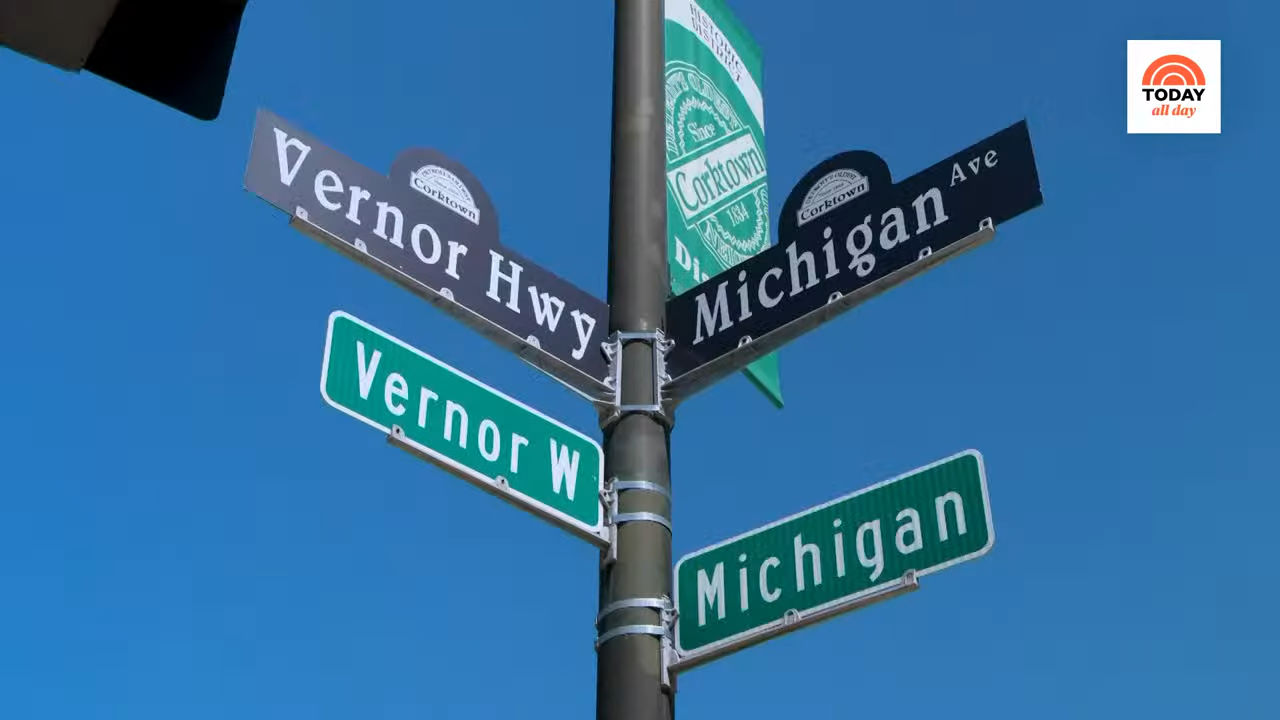 HISTORIC
DISTRICT
Since
Corktown
1834
TODAY
all day
Corktown
Vernor Hwy
Corktown
Michigan Ave
Vernor W
Michigan